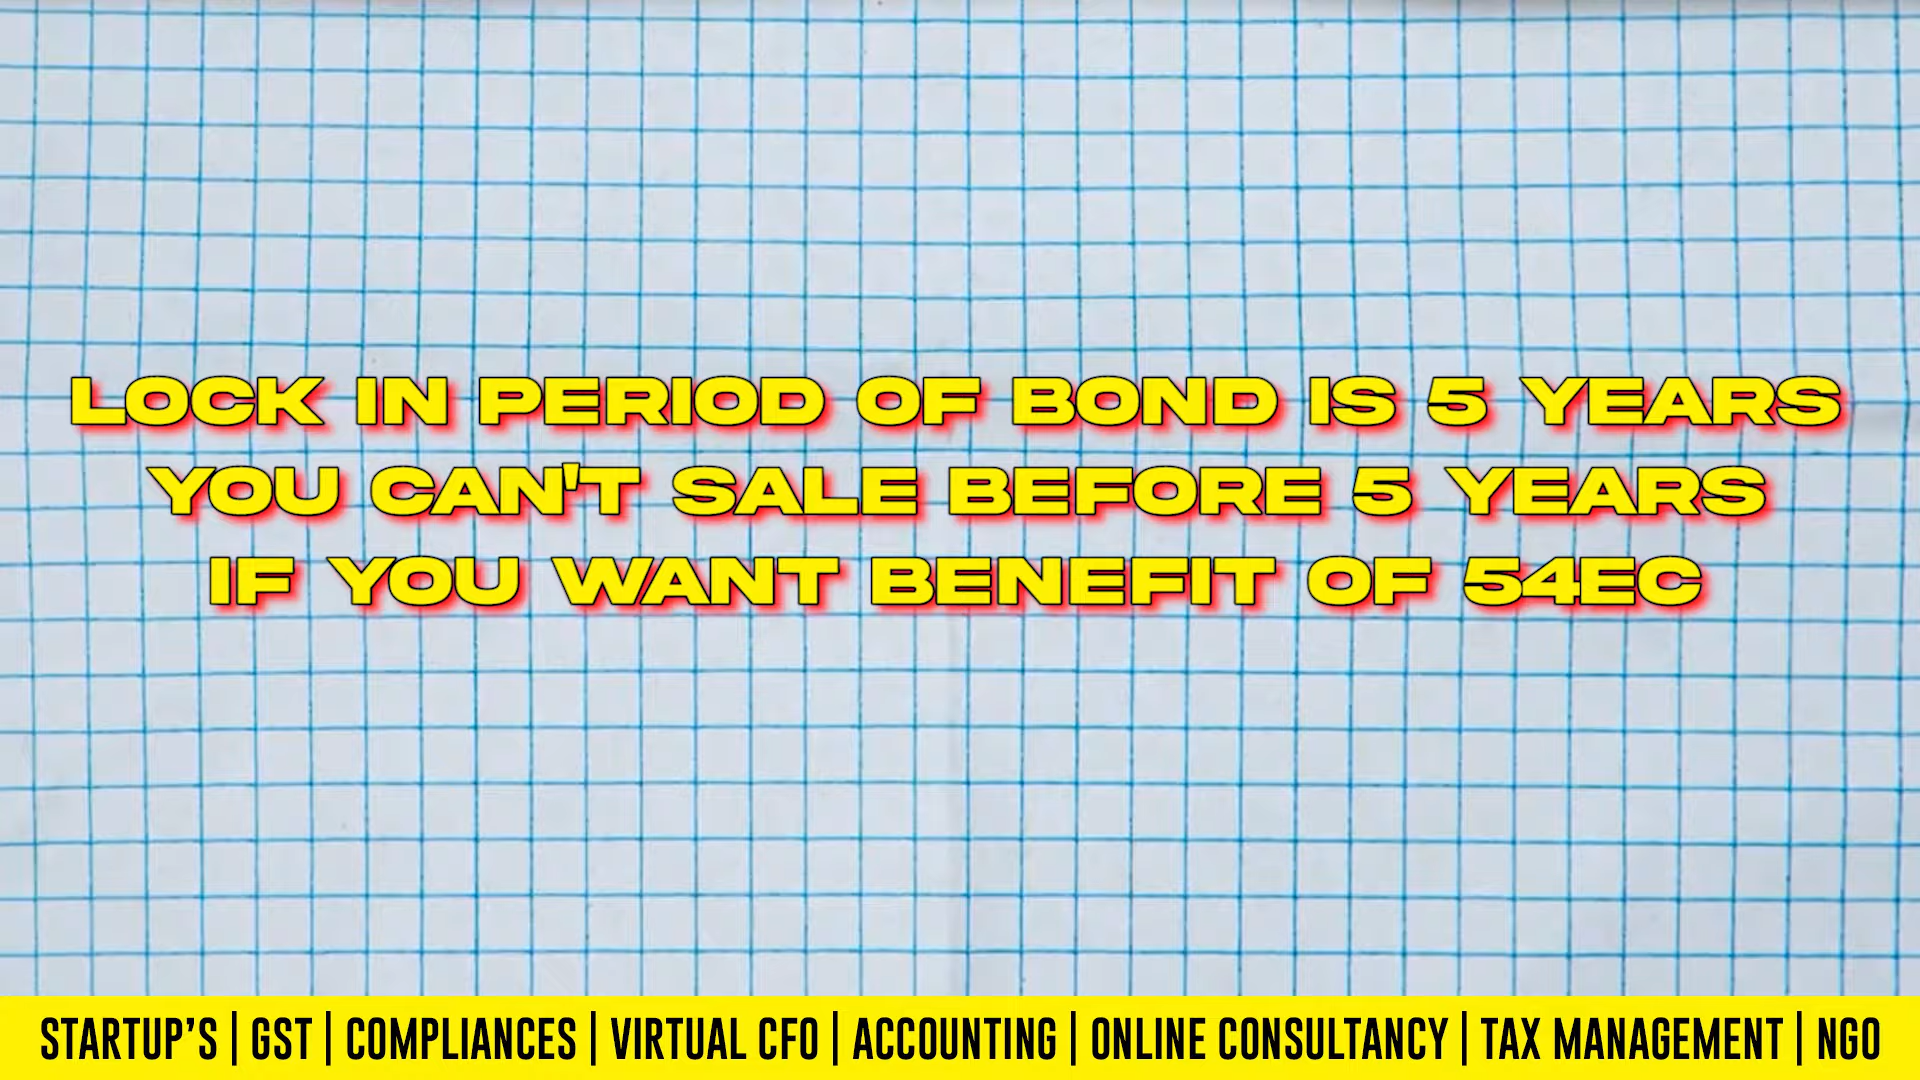 LOCK IN PERIOD OF BOND IS 5 YEARS
YOU CAN'T SALE BEFORE 5 YEARS
IF YOU WANT BENEFIT OF 54EC
STARTUP'S | GST | COMPLIANCES | VIRTUAL CFO | ACCOUNTING | ONLINE CONSULTANCY | TAX MANAGEMENT | NGO